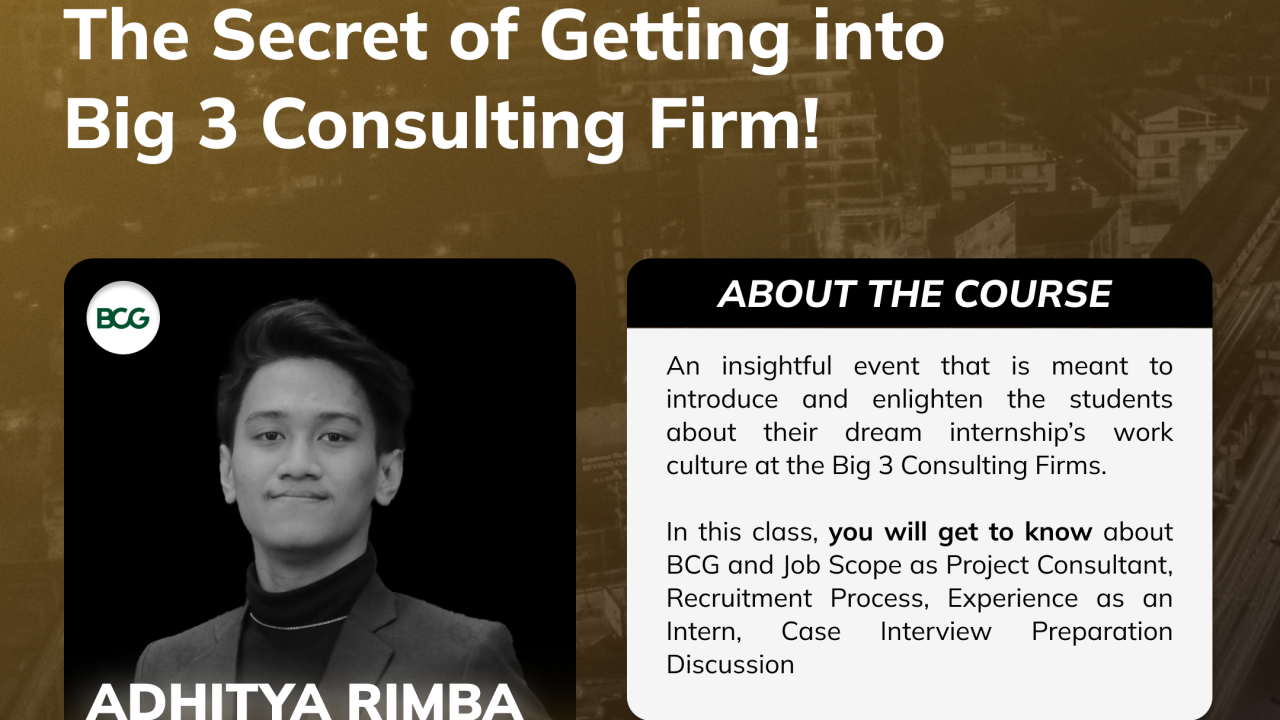 The Secret of Getting into
Big 3 Consulting Firm!
BCG
ADHITYA RIMBA
ABOUT THE COURSE
An insightful event that is meant to
introduce and enlighten the students
about their dream internship’s work
culture at the Big 3 Consulting Firms.
In this class, you will get to know about
BCG and Job Scope as Project Consultant,
Recruitment Process, Experience as an
Intern, Case Interview Preparation
Discussion